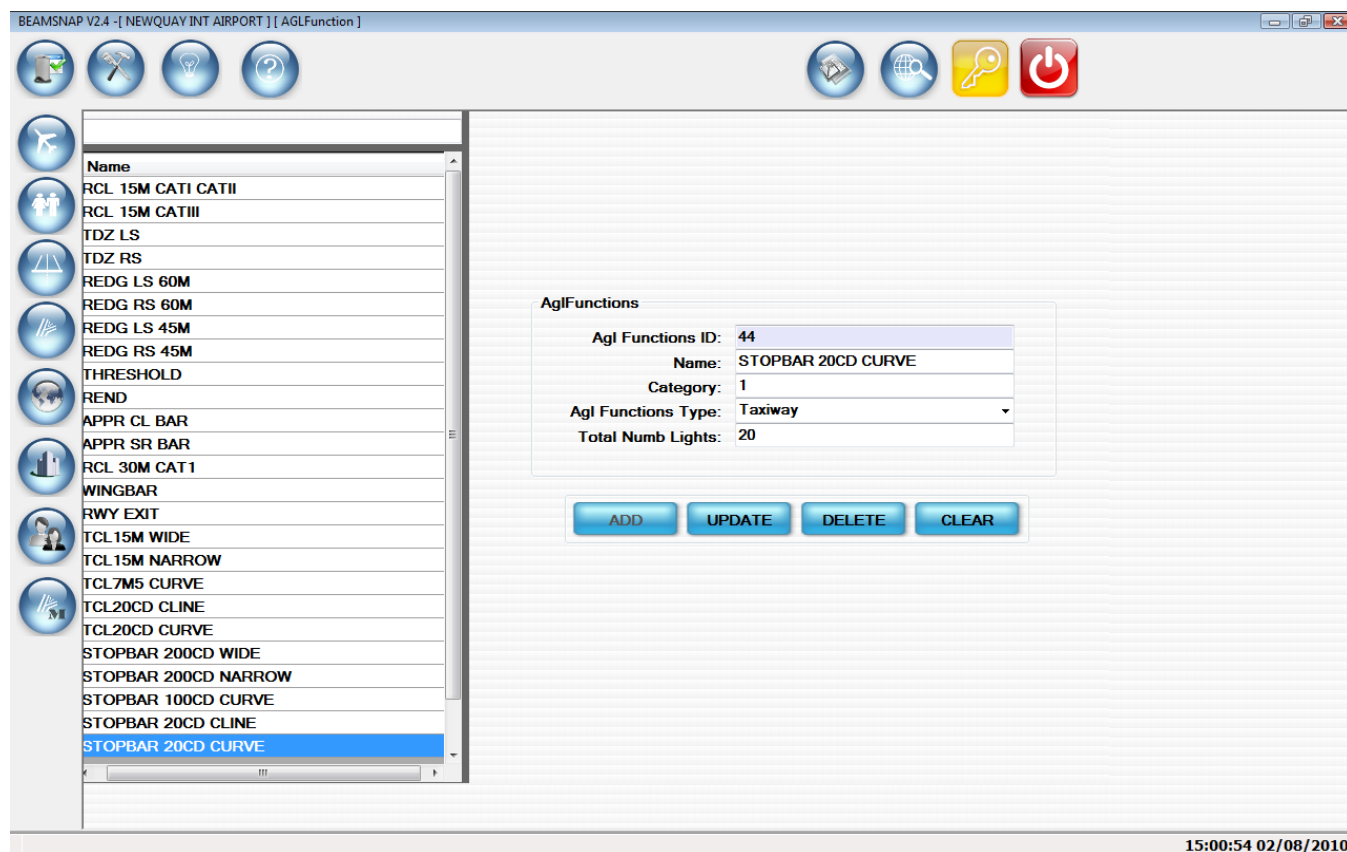 BEAMSNAP V2.4 -[ NEWQUAY INT AIRPORT ] [ AGLFunction ]
Name
RCL 15M CATI CATII
RCL 15M CATIII
TDZ LS
TDZ RS
REDG LS 60M
REDG RS 60M
REDG LS 45M
REDG RS 45M
THRESHOLD
REND
APPR CL BAR
APPR SR BAR
RCL 30M CAT1
WINGBAR
RWY EXIT
TCL15M WIDE
TCL15M NARROW
TCL7M5 CURVE
TCL20CD CLINE
TCL20CD CURVE
STOPBAR 200CD WIDE
STOPBAR 200CD NARROW
STOPBAR 100CD CURVE
STOPBAR 20CD CLINE
STOPBAR 20CD CURVE
M
AglFunctions
Agl Functions ID: 44
Name: STOPBAR 20CD CURVE
Category: 1
Agl Functions Type: Taxiway
Total Numb Lights: 20
ADD UPDATE DELETE CLEAR
15:00:54 02/08/2010